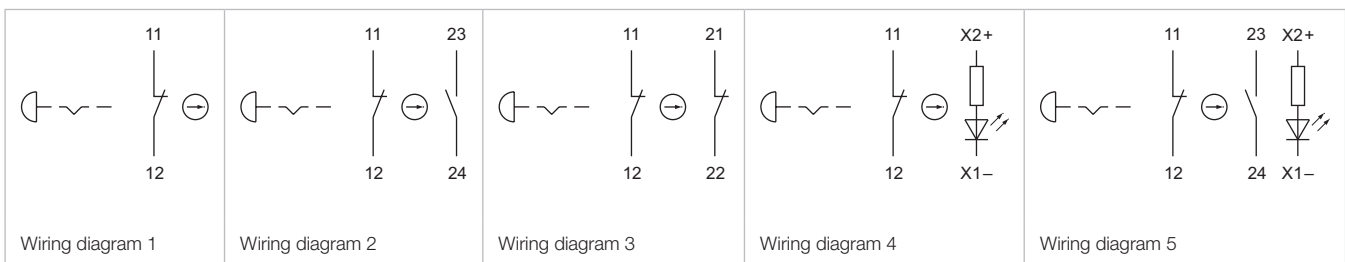 11
12
Wiring diagram 1
11 23
12 24
Wiring diagram 2
11 21
12 22
Wiring diagram 3
11 X2+
12 X1–
Wiring diagram 4
11 23 X2+
12 24 X1–
Wiring diagram 5